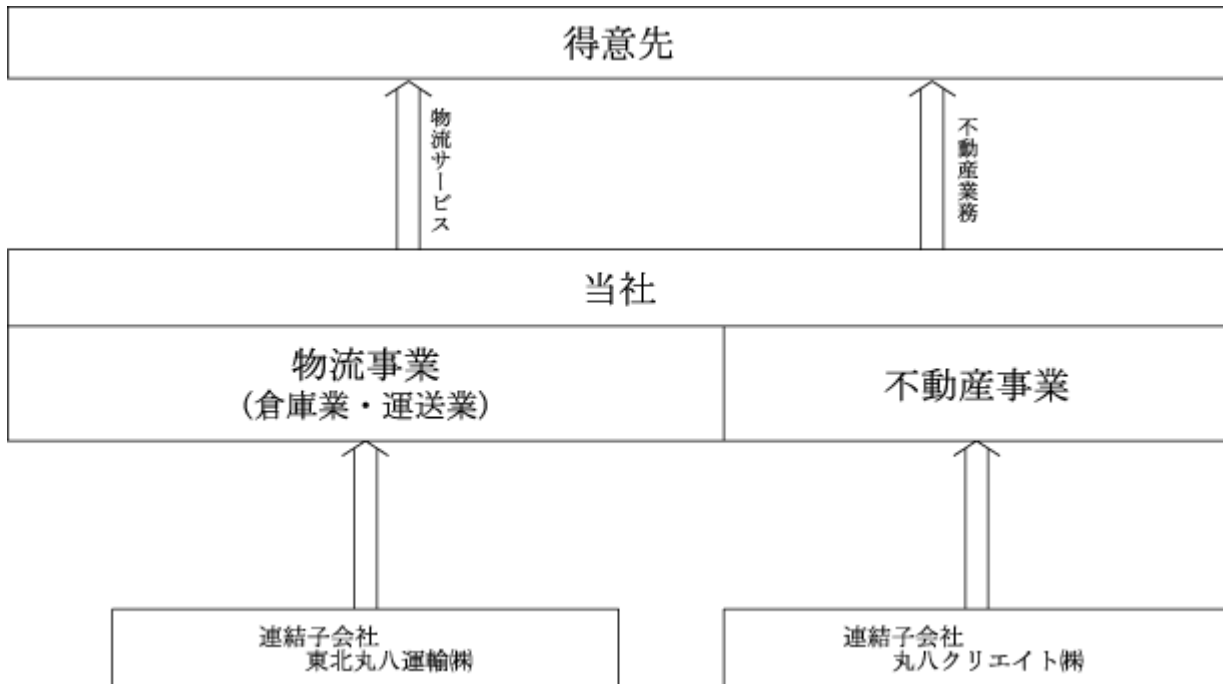 得意先
物流サービス
不動産業務
当社
物流事業
(倉庫業・運送業)
不動産事業
連結子会社
東北丸八運輸㈱
連結子会社
丸八クリエイト㈱